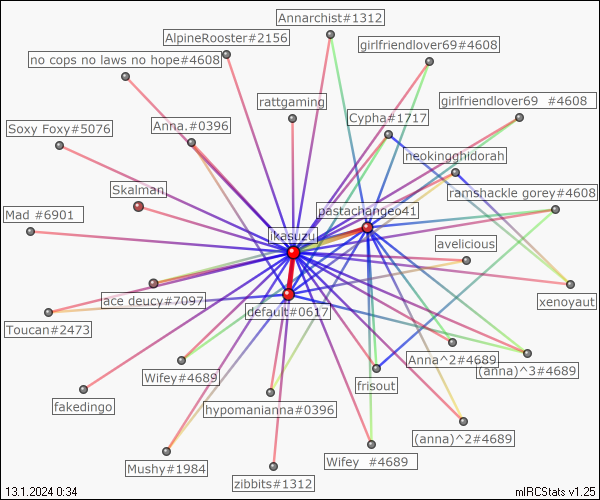 Annarchist#1312
AlpineRooster#2156
girlfriendlover69#4608
no cops no laws no hope#4608
rattgaming
girlfriendlover69  #4608
Cypha#1717
Soxy Foxy#5076
Anna.#0396
neokingghidorah
Skalman
ramshackle gorey#4608
pastachangeo41
Mad #6901
ikasuzu
avelicious
ace deucy#7097
xenoyaut
default#0617
Toucan#2473
Anna^2#4689
(anna)^3#4689
Wifey#4689
frisout
fakedingo
hypomanianna#0396
(anna)^2#4689
Wifey  #4689
Mushy#1984
zibbits#1312
13.1.2024 0:34
mIRCStats v1.25